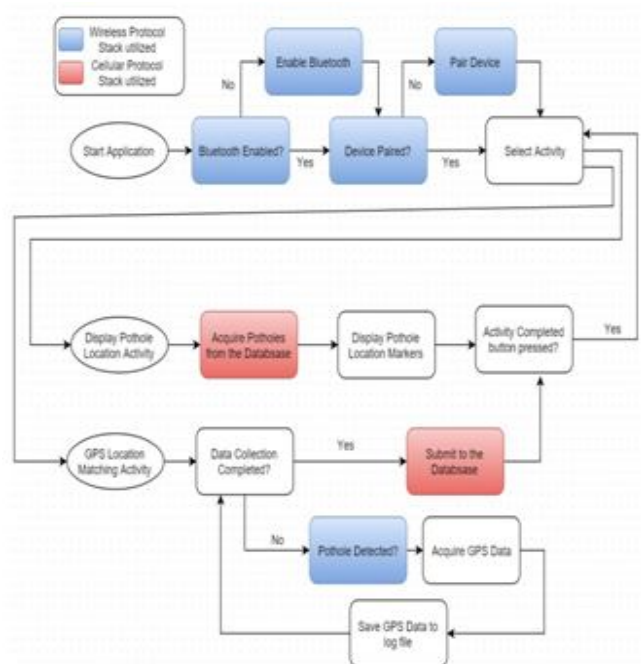 Wireless Protocol
Stack utilized
Cellular Protocol
Stack utilized
Enable Bluetooth
Pair Device
No
No
Start Application
Bluetooth Enabled?
Yes
Device Paired?
Yes
Select Activity
Display Pothole
Location Activity
Acquire Potholes
from the Databsase
Display Pothole
Location Markers
Activity Completed
button pressed?
Yes
GPS Location
Matching Activity
Data Collection
Completed?
Yes
Submit to the
Databsase
No
Pothole Detected?
Acquire GPS Data
Save GPS Data to
log file